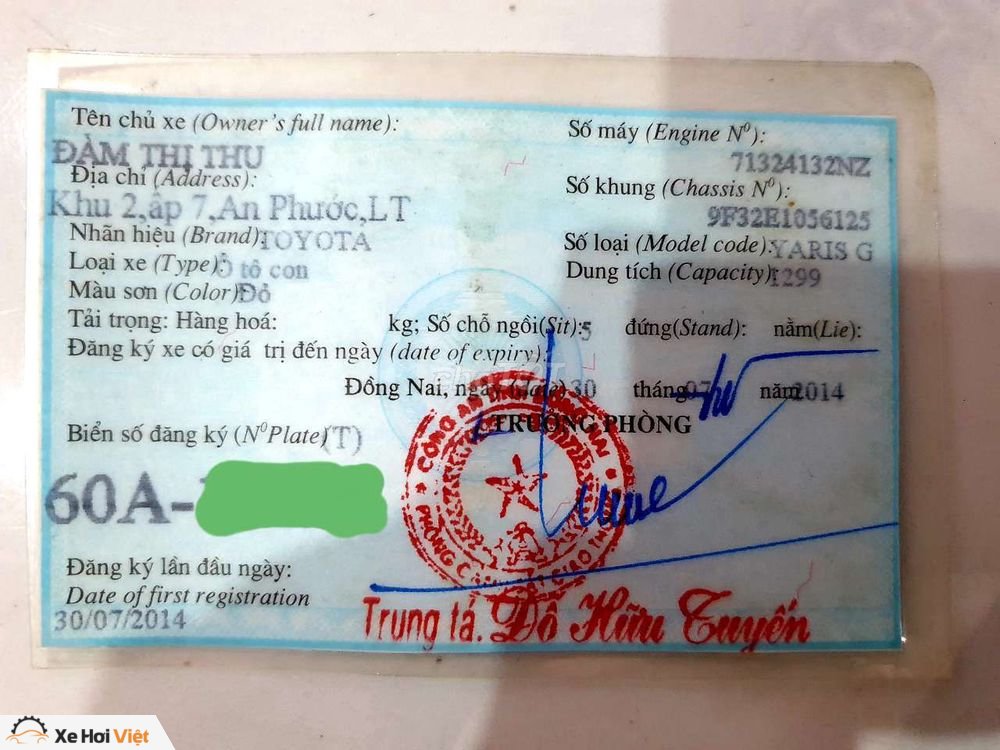 Tên chủ xe (Owner's full name):
ĐÀM THỊ THU
Địa chỉ (Address):
Khu 2,ấp 7,An Phước,LT
Nhãn hiệu (Brand): TOYOTA
Loại xe (Type): Ô tô con
Màu sơn (Color) Đỏ
Số máy (Engine N⁰):
71324132NZ
Số khung (Chassis N⁰):
9F32E1056125
Số loại (Model code): YARIS G
Dung tích (Capacity): 1299
Tải trọng: Hàng hoá: kg; Số chỗ ngồi(Sit): 5 đứng(Stand): nằm(Lie):
Đăng ký xe có giá trị đến ngày (date of expiry):
Đồng Nai, ngày (date) 30 tháng 07 năm 2014
TRƯỞNG PHÒNG
Biển số đăng ký (N⁰Plate) (T)
60A-
CÔNG AN
PHÒNG
Đăng ký lần đầu ngày:
Date of first registration
30/07/2014
Trung tá. Đỗ Hữu Tuyến
Xe Hơi Việt